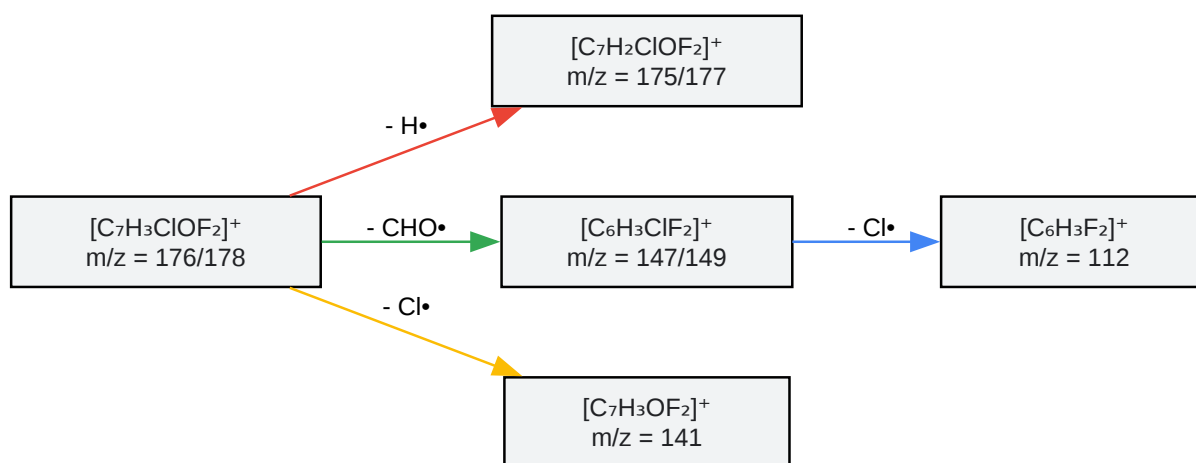 [C₇H₂ClOF₂]⁺
m/z = 175/177
- H•
[C₇H₃ClOF₂]⁺
m/z = 176/178
- CHO•
[C₆H₃ClF₂]⁺
m/z = 147/149
- Cl•
[C₆H₃F₂]⁺
m/z = 112
- Cl•
[C₇H₃OF₂]⁺
m/z = 141